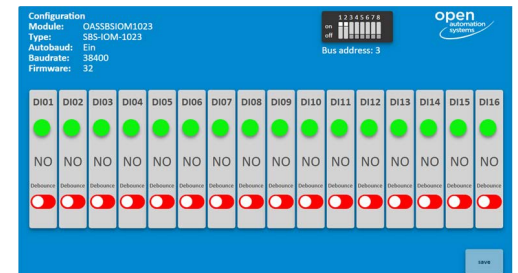 Configuration
Module: OASSBSIOM1023
Type: SBS-IOM-1023
Autobaud: Ein
Baudrate: 38400
Firmware: 32
1 2 3 4 5 6 7 8
on
off
Bus address: 3
open
automation
systems
DI01 DI02 DI03 DI04 DI05 DI06 DI07 DI08 DI09 DI10 DI11 DI12 DI13 DI14 DI15 DI16
NO NO NO NO NO NO NO NO NO NO NO NO NO NO NO NO
Debounce Debounce Debounce Debounce Debounce Debounce Debounce Debounce Debounce Debounce Debounce Debounce Debounce Debounce Debounce Debounce
save